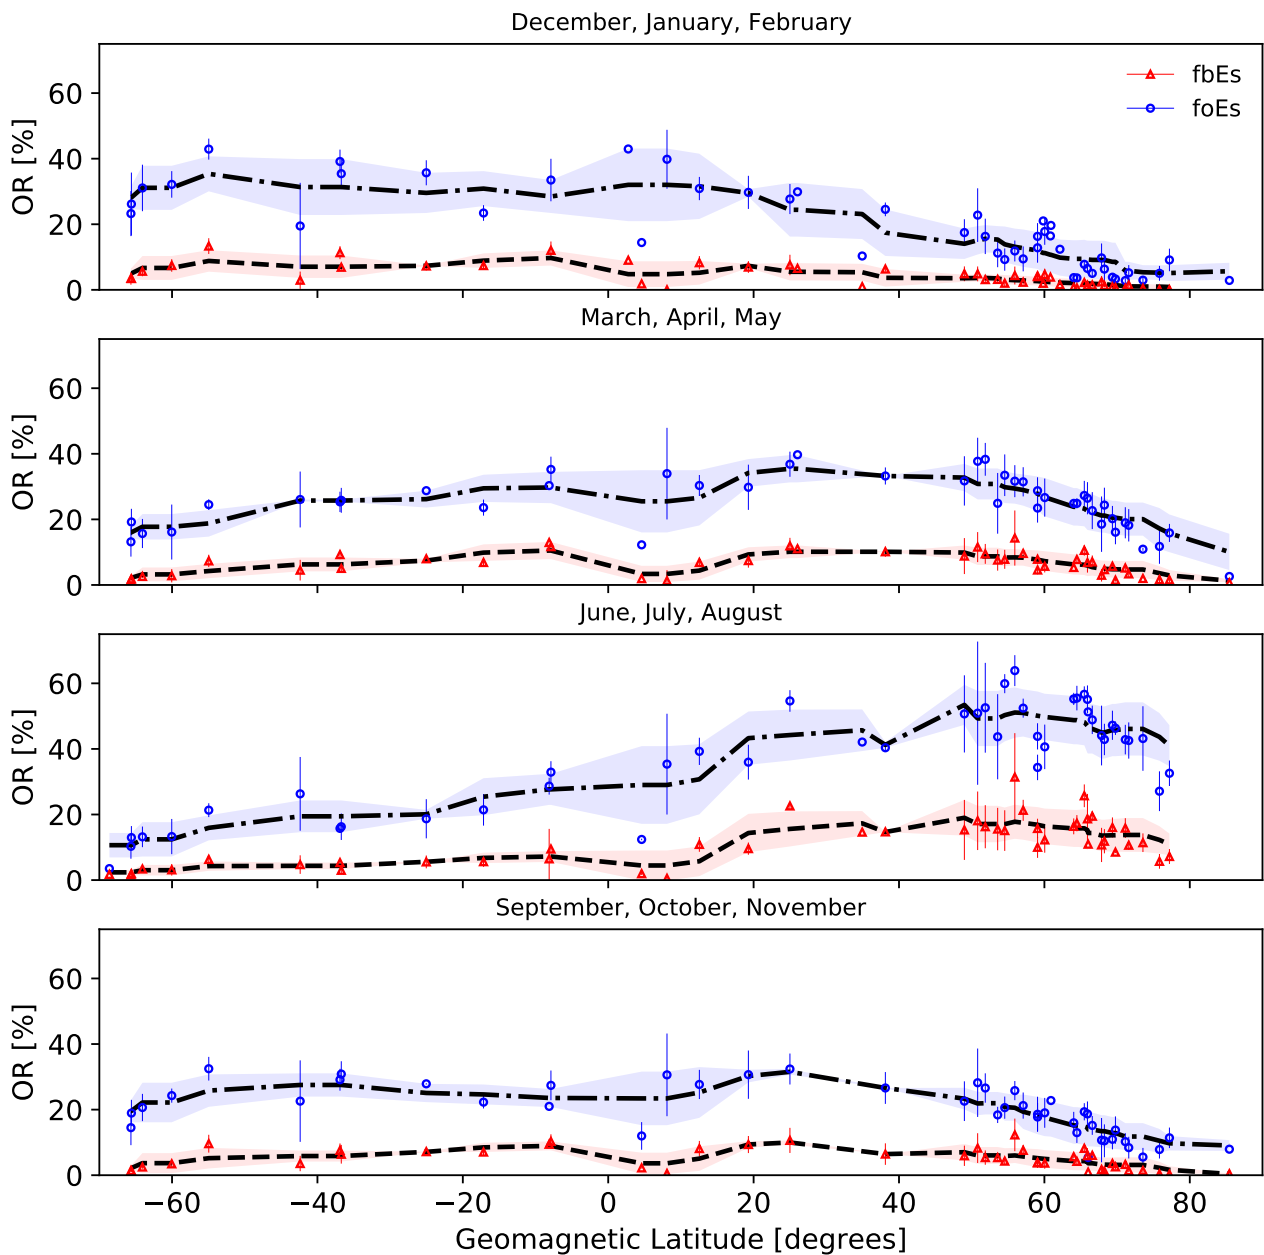 December, January, February
OR [%]
60
40
20
0
fbEs
foEs
March, April, May
OR [%]
60
40
20
0
June, July, August
OR [%]
60
40
20
0
September, October, November
OR [%]
60
40
20
0
−60 −40 −20 0 20 40 60 80
Geomagnetic Latitude [degrees]